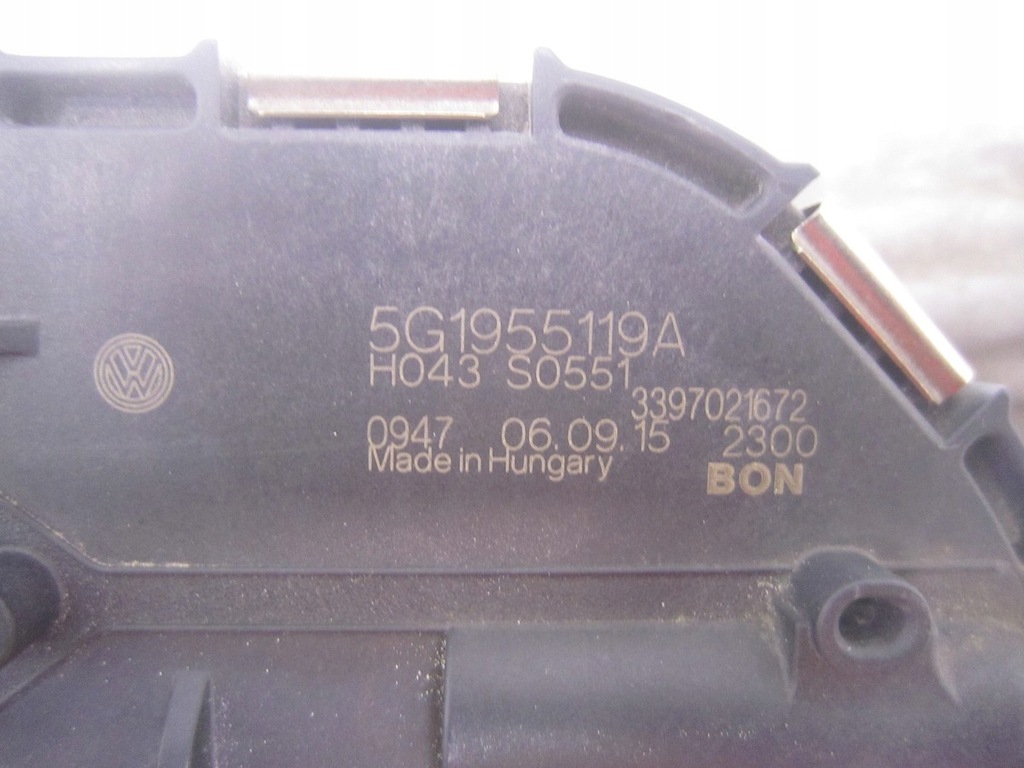 5G1955119A
H043 S0551
3397021672
0947 06.09.15 2300
Made in Hungary
BON